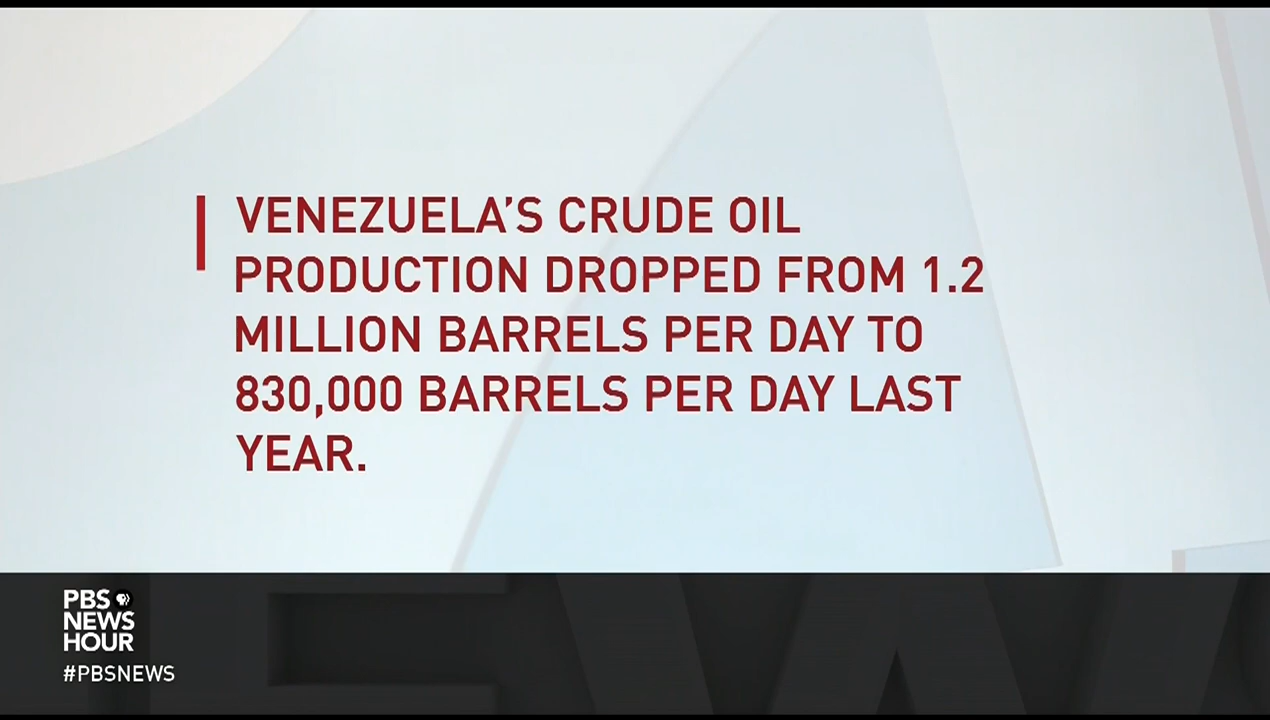 VENEZUELA’S CRUDE OIL
PRODUCTION DROPPED FROM 1.2
MILLION BARRELS PER DAY TO
830,000 BARRELS PER DAY LAST
YEAR.
PBS
NEWS
HOUR
#PBSNEWS